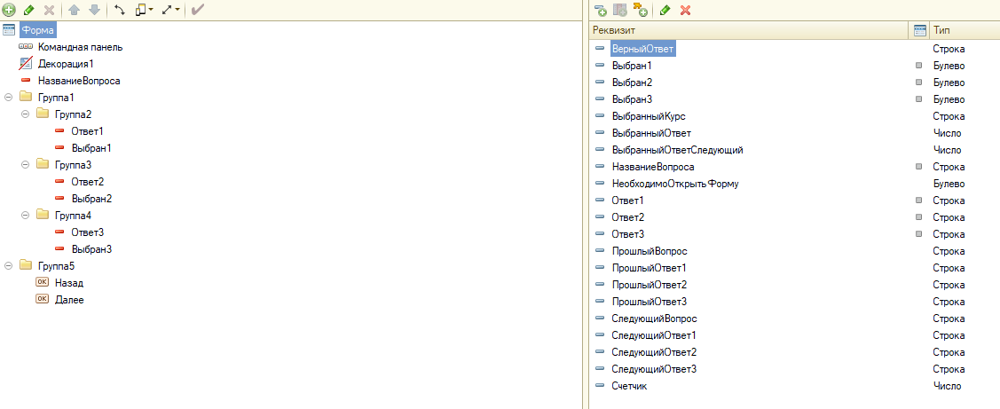 Форма
Командная панель
Декорация1
НазваниеВопроса
Группа1
Группа2
Ответ1
Выбран1
Группа3
Ответ2
Выбран2
Группа4
Ответ3
Выбран3
Группа5
OK Назад
OK Далее
Реквизит Тип
ВерныйОтвет Строка
Выбран1 Булево
Выбран2 Булево
Выбран3 Булево
ВыбранныйКурс Строка
ВыбранныйОтвет Число
ВыбранныйОтветСледующий Число
НазваниеВопроса Строка
НеобходимоОткрытьФорму Булево
Ответ1 Строка
Ответ2 Строка
Ответ3 Строка
ПрошлыйВопрос Строка
ПрошлыйОтвет1 Строка
ПрошлыйОтвет2 Строка
ПрошлыйОтвет3 Строка
СледующийВопрос Строка
СледующийОтвет1 Строка
СледующийОтвет2 Строка
СледующийОтвет3 Строка
Счетчик Число